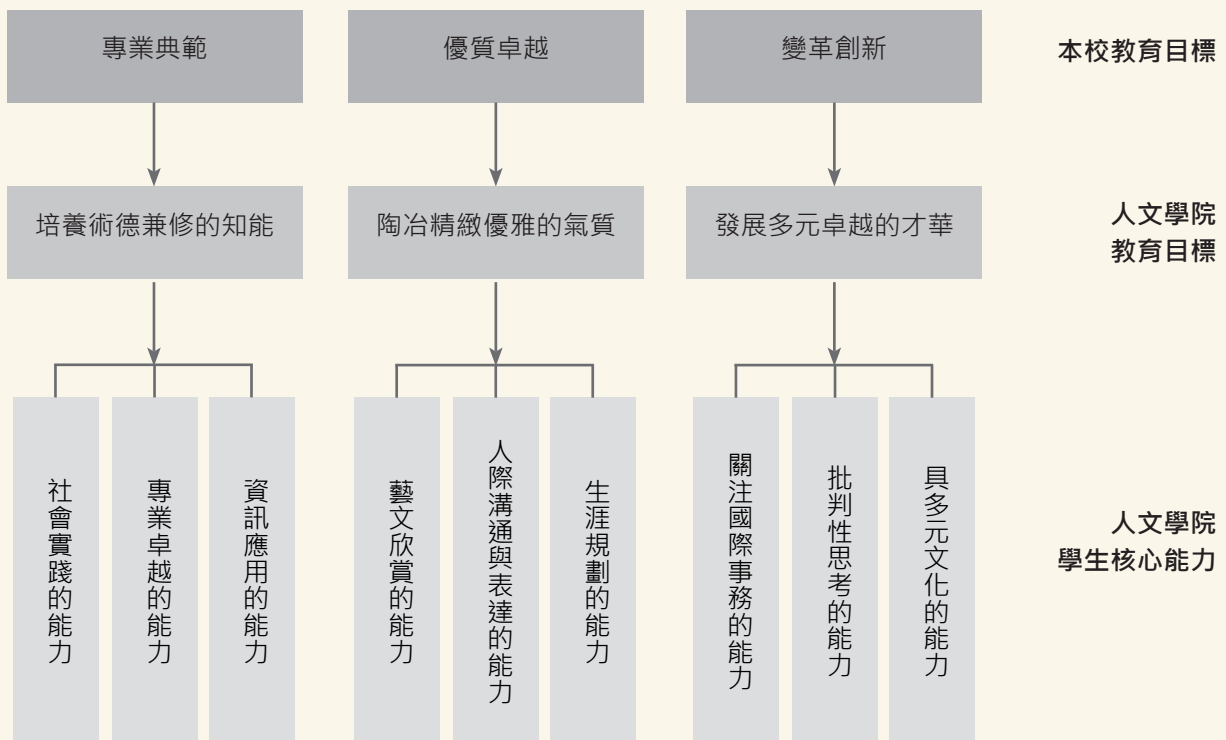 專業典範
優質卓越
變革創新
本校教育目標
培養術德兼修的知能
陶冶精緻優雅的氣質
發展多元卓越的才華
人文學院
教育目標
社會實踐的能力
專業卓越的能力
資訊應用的能力
藝文欣賞的能力
人際溝通與表達的能力
生涯規劃的能力
關注國際事務的能力
批判性思考的能力
具多元文化的能力
人文學院
學生核心能力